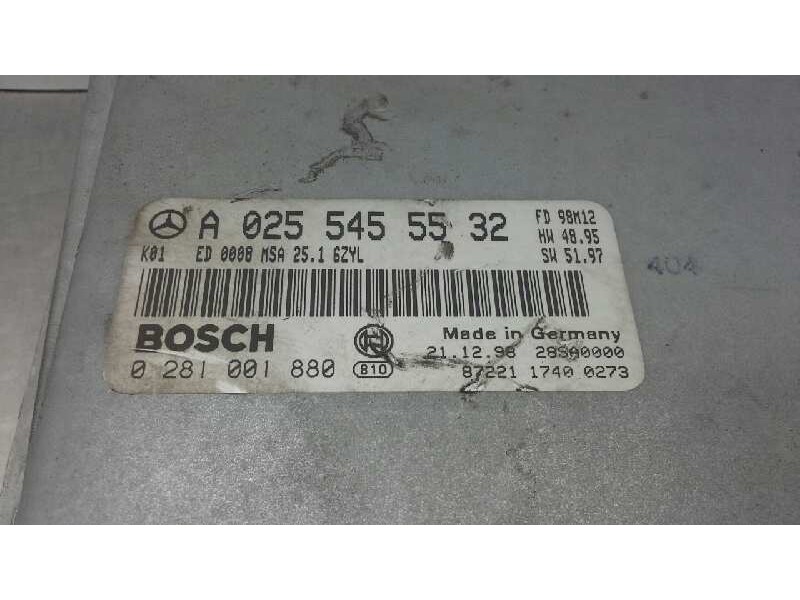 A 025 545 55 32
FD 98M12
HW 48.95
K01 ED 0008 MSA 25.1 6ZYL
SW 51.97
BOSCH
Made in Germany
21.12.98 28SA0000
0 281 001 880 B10
87221 1740 0273
404